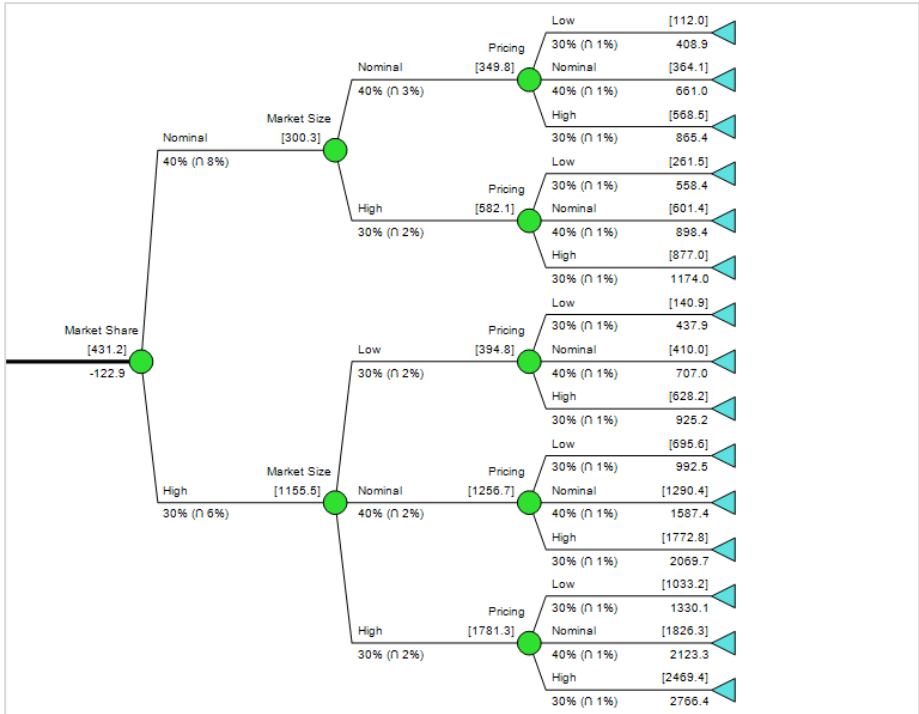 Low [112.0]
30% (∩ 1%) 408.9
Pricing
[349.8]
Nominal
40% (∩ 3%)
Nominal [364.1]
40% (∩ 1%) 661.0
High [568.5]
30% (∩ 1%) 865.4
Market Size
[300.3]
Nominal
40% (∩ 8%)
Low [261.5]
30% (∩ 1%) 558.4
Pricing
[582.1]
High
30% (∩ 2%)
Nominal [601.4]
40% (∩ 1%) 898.4
High [877.0]
30% (∩ 1%) 1174.0
Market Share
[431.2]
-122.9
Low [140.9]
30% (∩ 1%) 437.9
Pricing
[394.8]
Low
30% (∩ 2%)
Nominal [410.0]
40% (∩ 1%) 707.0
High [628.2]
30% (∩ 1%) 925.2
Market Size
[1155.5]
High
30% (∩ 6%)
Low [695.6]
30% (∩ 1%) 992.5
Pricing
[1256.7]
Nominal
40% (∩ 2%)
Nominal [1290.4]
40% (∩ 1%) 1587.4
High [1772.8]
30% (∩ 1%) 2069.7
Low [1033.2]
30% (∩ 1%) 1330.1
Pricing
[1781.3]
High
30% (∩ 2%)
Nominal [1826.3]
40% (∩ 1%) 2123.3
High [2469.4]
30% (∩ 1%) 2766.4